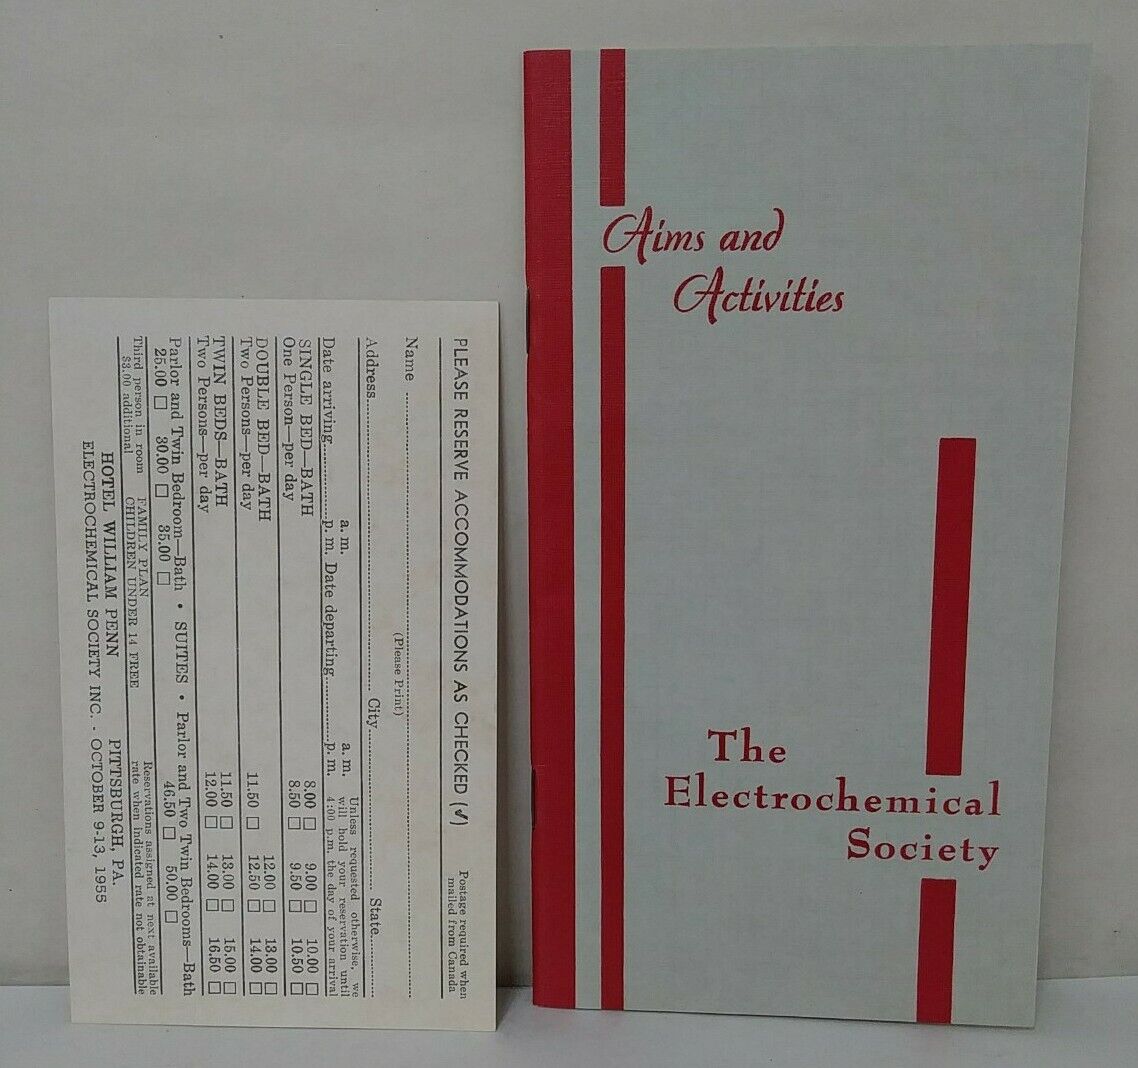 PLEASE RESERVE ACCOMMODATIONS AS CHECKED (✓)
Postage required when
mailed from Canada
Name
(Please Print)
Address
City
State
Date arriving
a. m.
p. m.
Date departing
a. m.
p. m.
Unless requested otherwise, we
will hold your reservation until
4:00 p.m. the day of your arrival
SINGLE BED—BATH
One Person—per day
8.00 ☐ 9.00 ☐ 10.00 ☐
8.50 ☐ 9.50 ☐ 10.50 ☐
DOUBLE BED—BATH
Two Persons—per day
12.00 ☐ 13.00 ☐
11.50 ☐ 12.50 ☐ 14.00 ☐
TWIN BEDS—BATH
Two Persons—per day
11.50 ☐ 13.00 ☐ 15.00 ☐
12.00 ☐ 14.00 ☐ 16.50 ☐
Parlor and Twin Bedroom—Bath • SUITES • Parlor and Two Twin Bedrooms—Bath
25.00 ☐ 30.00 ☐ 35.00 ☐ 46.50 ☐ 50.00 ☐
Third person in room
$3.00 additional
FAMILY PLAN
CHILDREN UNDER 14 FREE
Reservations assigned at next available
rate when indicated rate not obtainable
HOTEL WILLIAM PENN PITTSBURGH, PA.
ELECTROCHEMICAL SOCIETY INC. - OCTOBER 9-13, 1955
Aims and
Activities
The
Electrochemical
Society